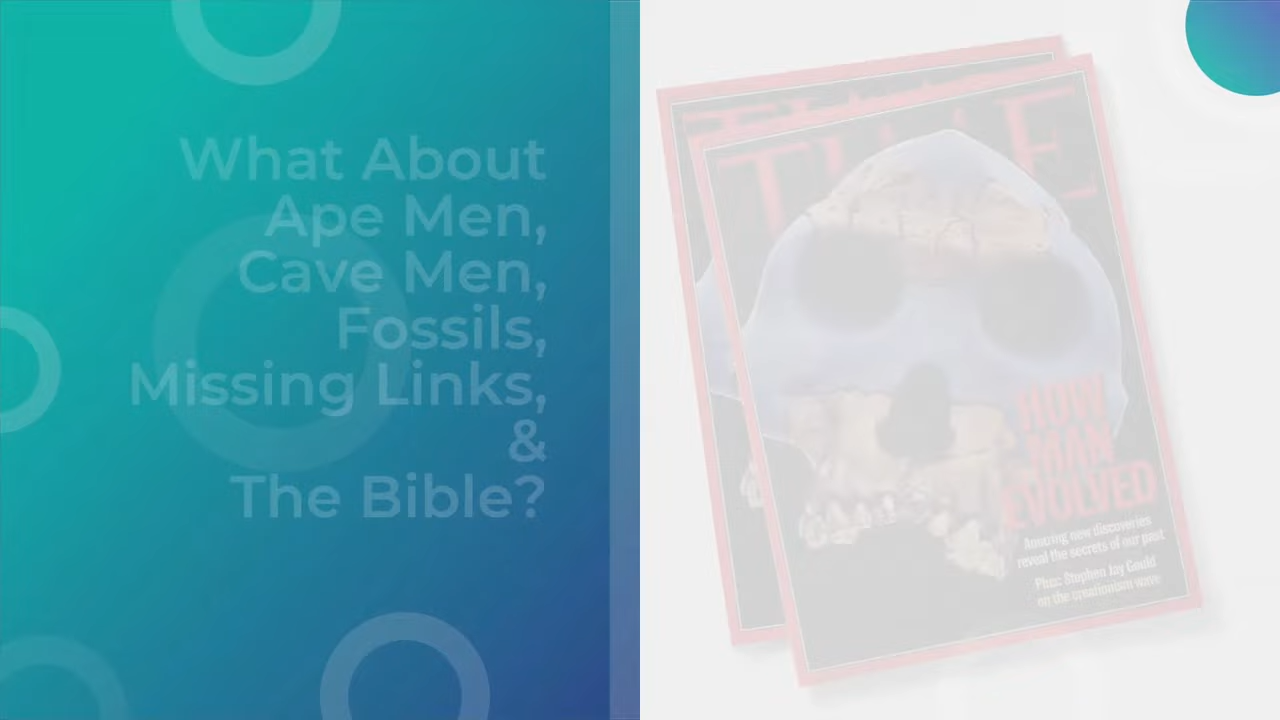 What About
Ape Men,
Cave Men,
Fossils,
Missing Links,
&
The Bible?
TIME
HOW
MAN
EVOLVED
Amazing new discoveries
reveal the secrets of our past
Plus: Stephen Jay Gould
on the creationism wave